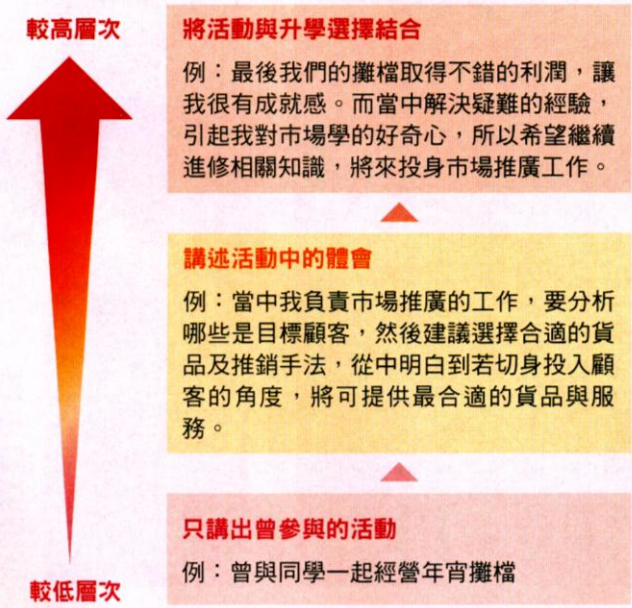 較高層次
將活動與升學選擇結合
例：最後我們的攤檔取得不錯的利潤，讓
我很有成就感。而當中解決疑難的經驗，
引起我對市場學的好奇心，所以希望繼續
進修相關知識，將來投身市場推廣工作。
講述活動中的體會
例：當中我負責市場推廣的工作，要分析
哪些是目標顧客，然後建議選擇合適的貨
品及推銷手法，從中明白到若切身投入顧
客的角度，將可提供最合適的貨品與服
務。
只講出曾參與的活動
例：曾與同學一起經營年宵攤檔
較低層次